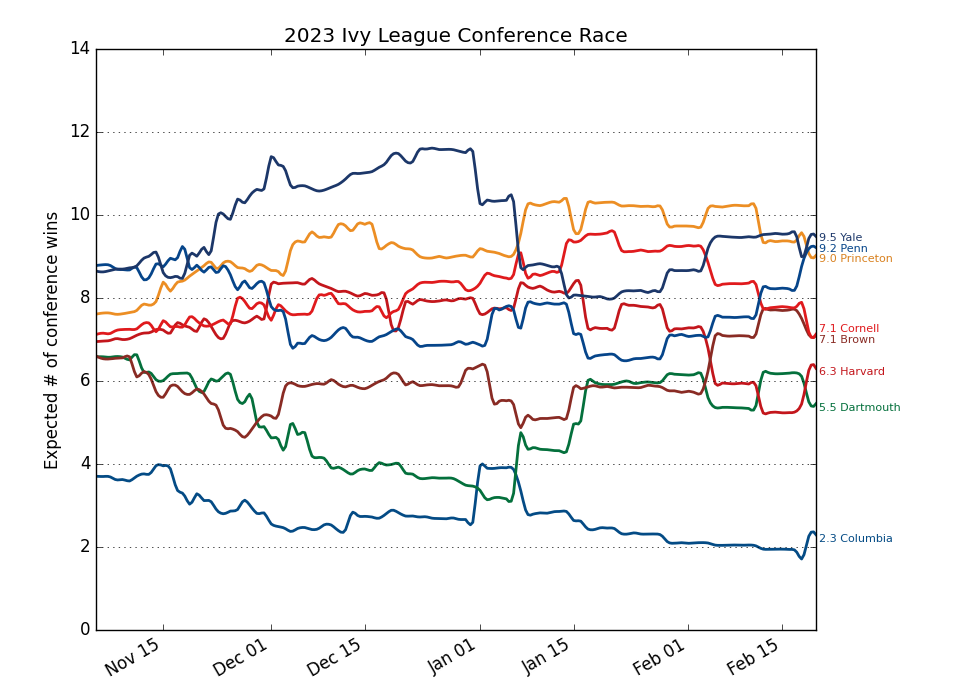 2023 Ivy League Conference Race
Expected # of conference wins
14
12
10
8
6
4
2
0
Nov 15
Dec 01
Dec 15
Jan 01
Jan 15
Feb 01
Feb 15
9.5 Yale
9.2 Penn
9.0 Princeton
7.1 Cornell
7.1 Brown
6.3 Harvard
5.5 Dartmouth
2.3 Columbia